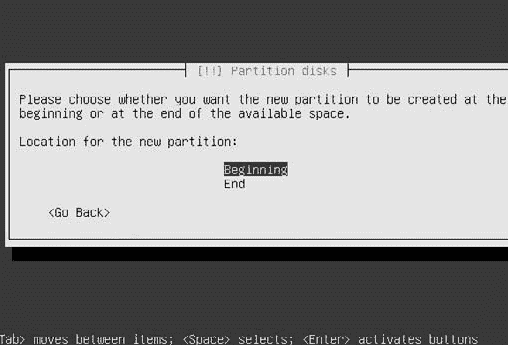 [!!] Partition disks
Please choose whether you want the new partition to be created at the
beginning or at the end of the available space.
Location for the new partition:
Beginning
End
<Go Back>
Tab> moves between items; <Space> selects; <Enter> activates buttons